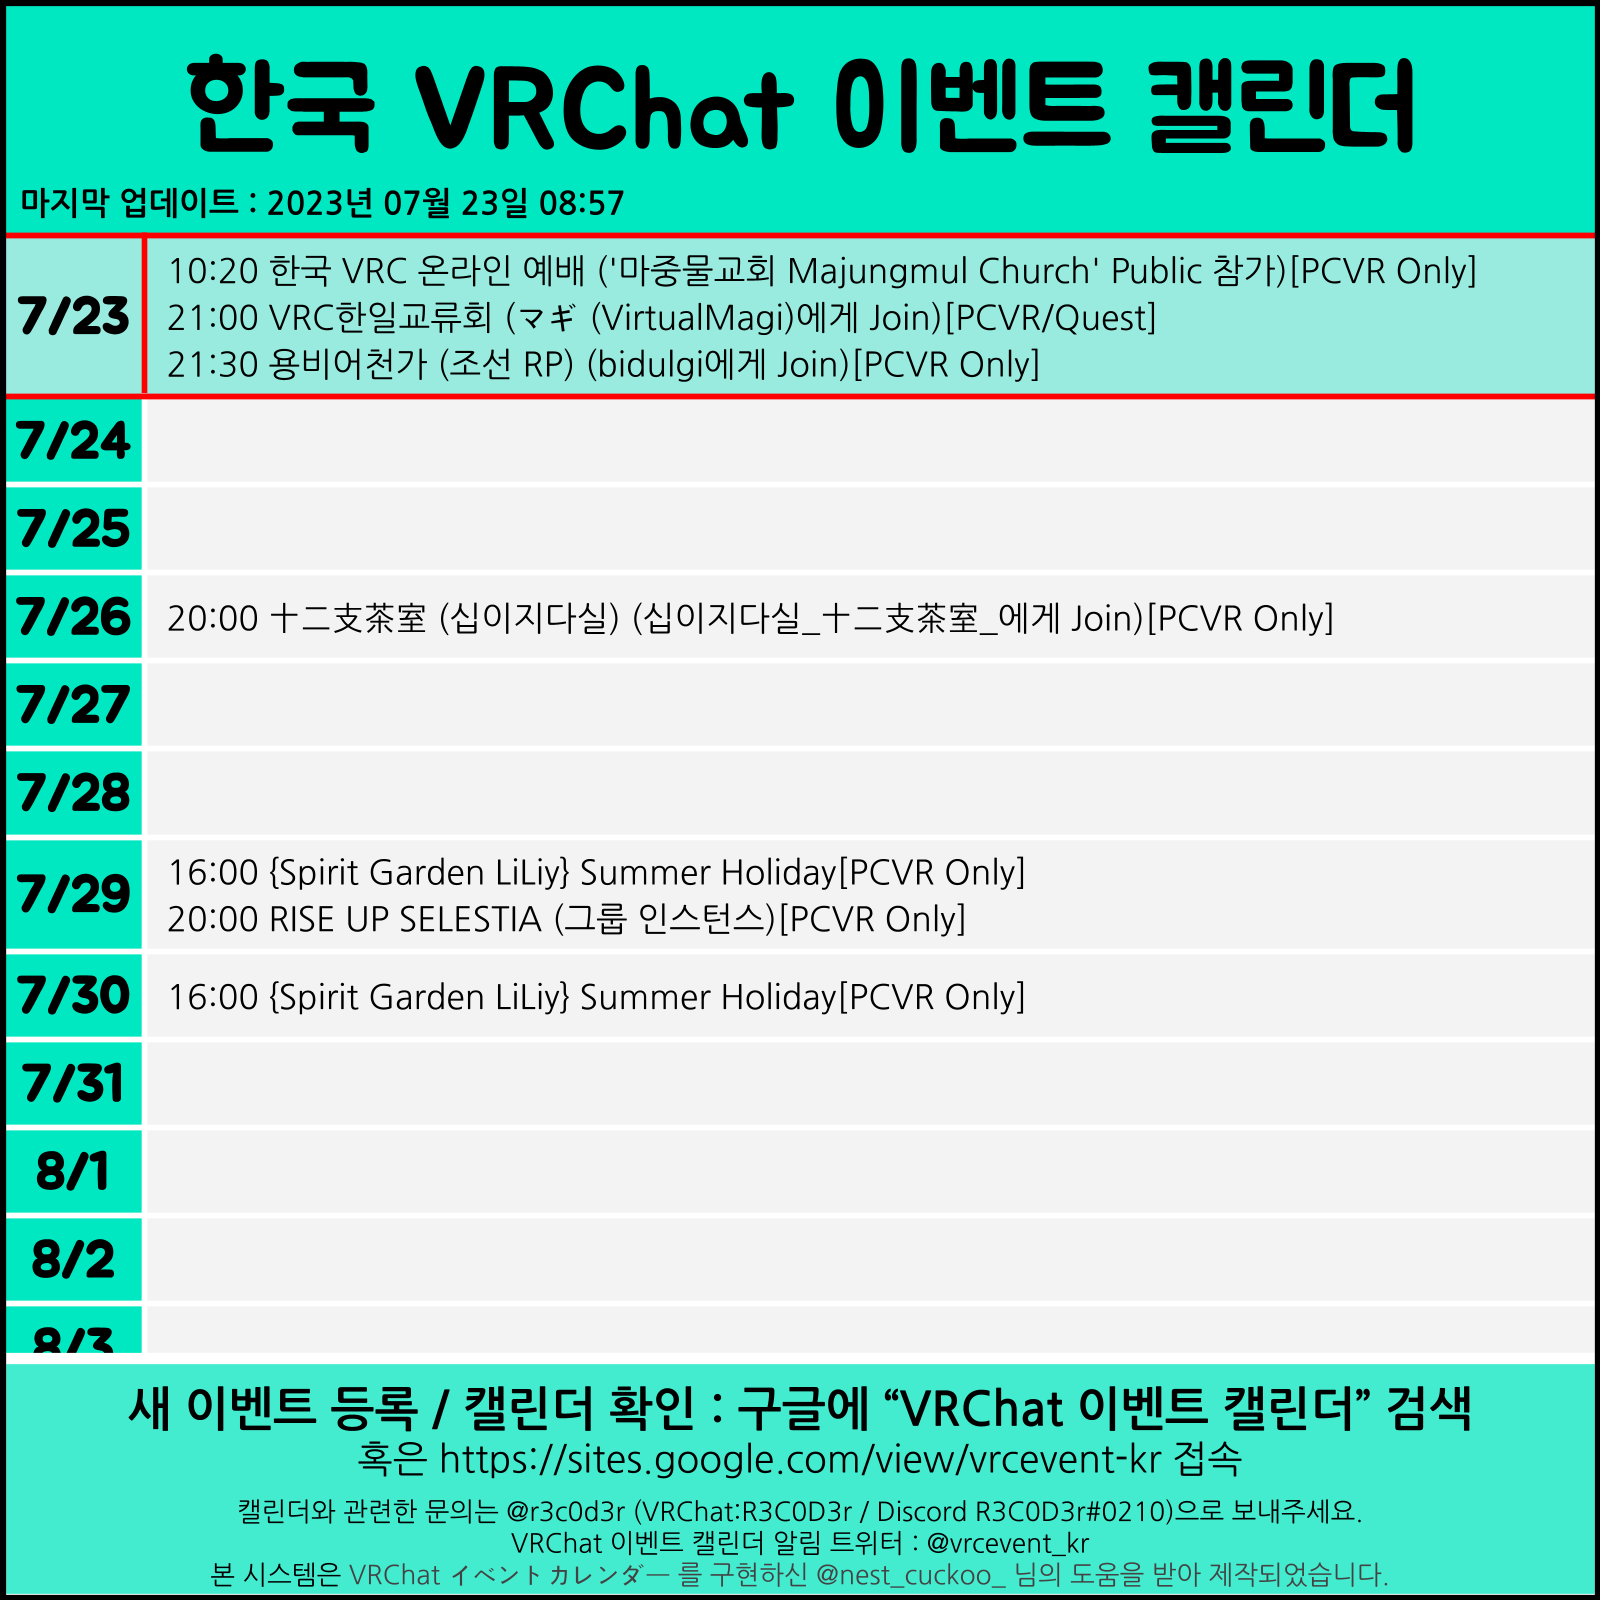 한국 VRChat 이벤트 캘린더
마지막 업데이트 : 2023년 07월 23일 08:57
7/23
10:20 한국 VRC 온라인 예배 ('마중물교회 Majungmul Church' Public 참가)[PCVR Only]
21:00 VRC한일교류회 (マギ (VirtualMagi)에게 Join)[PCVR/Quest]
21:30 용비어천가 (조선 RP) (bidulgi에게 Join)[PCVR Only]
7/24
7/25
7/26
20:00 十二支茶室 (십이지다실) (십이지다실_十二支茶室_에게 Join)[PCVR Only]
7/27
7/28
7/29
16:00 {Spirit Garden LiLiy} Summer Holiday[PCVR Only]
20:00 RISE UP SELESTIA (그룹 인스턴스)[PCVR Only]
7/30
16:00 {Spirit Garden LiLiy} Summer Holiday[PCVR Only]
7/31
8/1
8/2
8/3
새 이벤트 등록 / 캘린더 확인 : 구글에 “VRChat 이벤트 캘린더” 검색
혹은 https://sites.google.com/view/vrcevent-kr 접속
캘린더와 관련한 문의는 @r3c0d3r (VRChat:R3C0D3r / Discord R3C0D3r#0210)으로 보내주세요.
VRChat 이벤트 캘린더 알림 트위터 : @vrcevent_kr
본 시스템은 VRChat イベントカレンダー 를 구현하신 @nest_cuckoo_ 님의 도움을 받아 제작되었습니다.